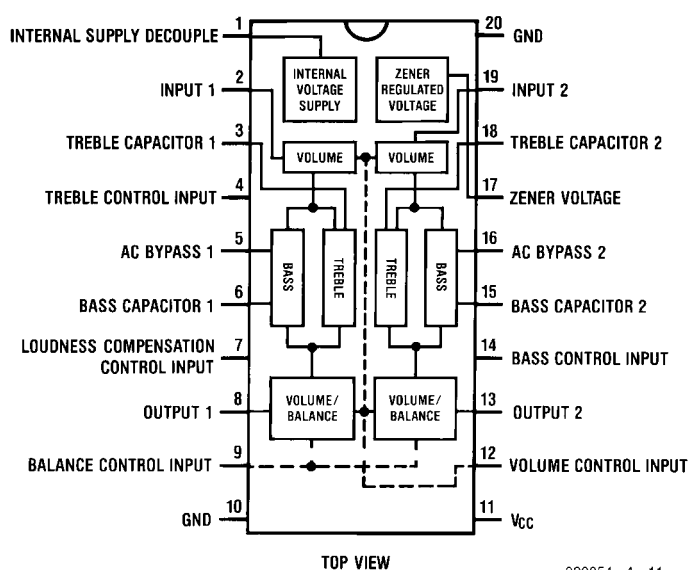 1
INTERNAL SUPPLY DECOUPLE
20
GND
INTERNAL
VOLTAGE
SUPPLY
ZENER
REGULATED
VOLTAGE
2
INPUT 1
19
INPUT 2
3
TREBLE CAPACITOR 1
VOLUME
VOLUME
18
TREBLE CAPACITOR 2
4
TREBLE CONTROL INPUT
17
ZENER VOLTAGE
5
AC BYPASS 1
BASS
TREBLE
TREBLE
BASS
16
AC BYPASS 2
6
BASS CAPACITOR 1
15
BASS CAPACITOR 2
7
LOUDNESS COMPENSATION
CONTROL INPUT
14
BASS CONTROL INPUT
8
OUTPUT 1
VOLUME/
BALANCE
VOLUME/
BALANCE
13
OUTPUT 2
9
BALANCE CONTROL INPUT
12
VOLUME CONTROL INPUT
10
GND
11
VCC
TOP VIEW